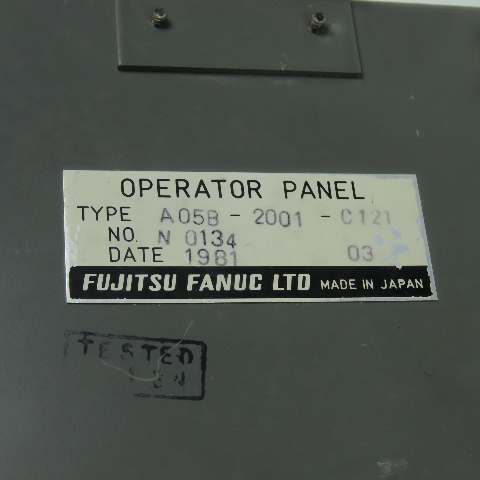 OPERATOR PANEL
TYPE A05B - 2001 - C121
NO. N 0134
DATE 1981 03
FUJITSU FANUC LTD MADE IN JAPAN
TESTED